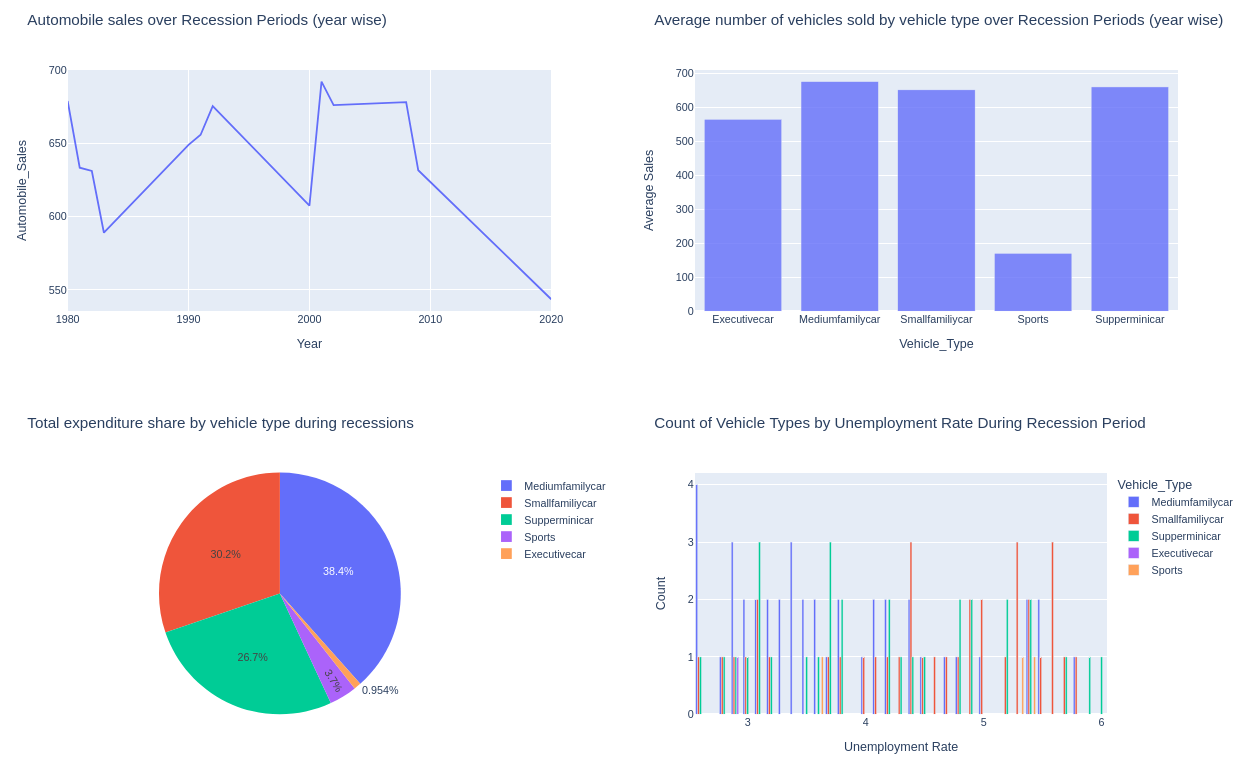 Automobile sales over Recession Periods (year wise)
700
650
600
550
Automobile_Sales
1980
1990
2000
2010
2020
Year
Average number of vehicles sold by vehicle type over Recession Periods (year wise)
700
600
500
400
300
200
100
0
Average Sales
Executivecar
Mediumfamilycar
Smallfamiliycar
Sports
Supperminicar
Vehicle_Type
Total expenditure share by vehicle type during recessions
38.4%
30.2%
26.7%
3.7%
0.954%
Mediumfamilycar
Smallfamiliycar
Supperminicar
Sports
Executivecar
Count of Vehicle Types by Unemployment Rate During Recession Period
4
3
2
1
0
Count
3
4
5
6
Unemployment Rate
Vehicle_Type
Mediumfamilycar
Smallfamiliycar
Supperminicar
Executivecar
Sports